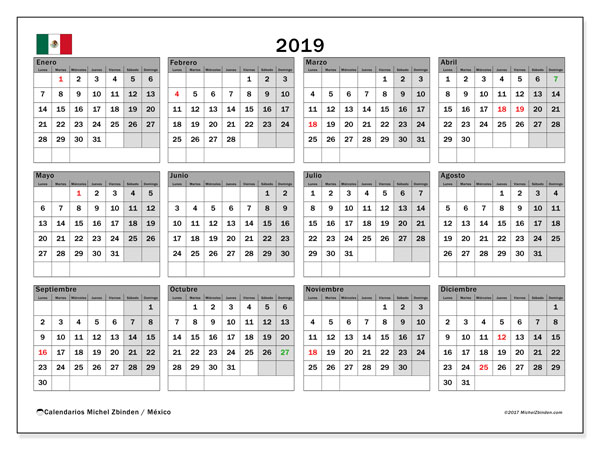 2019
Enero
Lunes Martes Miércoles Jueves Viernes Sábado Domingo
1 2 3 4 5 6
7 8 9 10 11 12 13
14 15 16 17 18 19 20
21 22 23 24 25 26 27
28 29 30 31
Febrero
Lunes Martes Miércoles Jueves Viernes Sábado Domingo
1 2 3
4 5 6 7 8 9 10
11 12 13 14 15 16 17
18 19 20 21 22 23 24
25 26 27 28
Marzo
Lunes Martes Miércoles Jueves Viernes Sábado Domingo
1 2 3
4 5 6 7 8 9 10
11 12 13 14 15 16 17
18 19 20 21 22 23 24
25 26 27 28 29 30 31
Abril
Lunes Martes Miércoles Jueves Viernes Sábado Domingo
1 2 3 4 5 6 7
8 9 10 11 12 13 14
15 16 17 18 19 20 21
22 23 24 25 26 27 28
29 30
Mayo
Lunes Martes Miércoles Jueves Viernes Sábado Domingo
1 2 3 4 5
6 7 8 9 10 11 12
13 14 15 16 17 18 19
20 21 22 23 24 25 26
27 28 29 30 31
Junio
Lunes Martes Miércoles Jueves Viernes Sábado Domingo
1 2
3 4 5 6 7 8 9
10 11 12 13 14 15 16
17 18 19 20 21 22 23
24 25 26 27 28 29 30
Julio
Lunes Martes Miércoles Jueves Viernes Sábado Domingo
1 2 3 4 5 6 7
8 9 10 11 12 13 14
15 16 17 18 19 20 21
22 23 24 25 26 27 28
29 30 31
Agosto
Lunes Martes Miércoles Jueves Viernes Sábado Domingo
1 2 3 4
5 6 7 8 9 10 11
12 13 14 15 16 17 18
19 20 21 22 23 24 25
26 27 28 29 30 31
Septiembre
Lunes Martes Miércoles Jueves Viernes Sábado Domingo
1
2 3 4 5 6 7 8
9 10 11 12 13 14 15
16 17 18 19 20 21 22
23 24 25 26 27 28 29
30
Octubre
Lunes Martes Miércoles Jueves Viernes Sábado Domingo
1 2 3 4 5 6
7 8 9 10 11 12 13
14 15 16 17 18 19 20
21 22 23 24 25 26 27
28 29 30 31
Noviembre
Lunes Martes Miércoles Jueves Viernes Sábado Domingo
1 2 3
4 5 6 7 8 9 10
11 12 13 14 15 16 17
18 19 20 21 22 23 24
25 26 27 28 29 30
Diciembre
Lunes Martes Miércoles Jueves Viernes Sábado Domingo
1
2 3 4 5 6 7 8
9 10 11 12 13 14 15
16 17 18 19 20 21 22
23 24 25 26 27 28 29
30 31
Calendarios Michel Zbinden / México
©2017 MichelZbinden.com